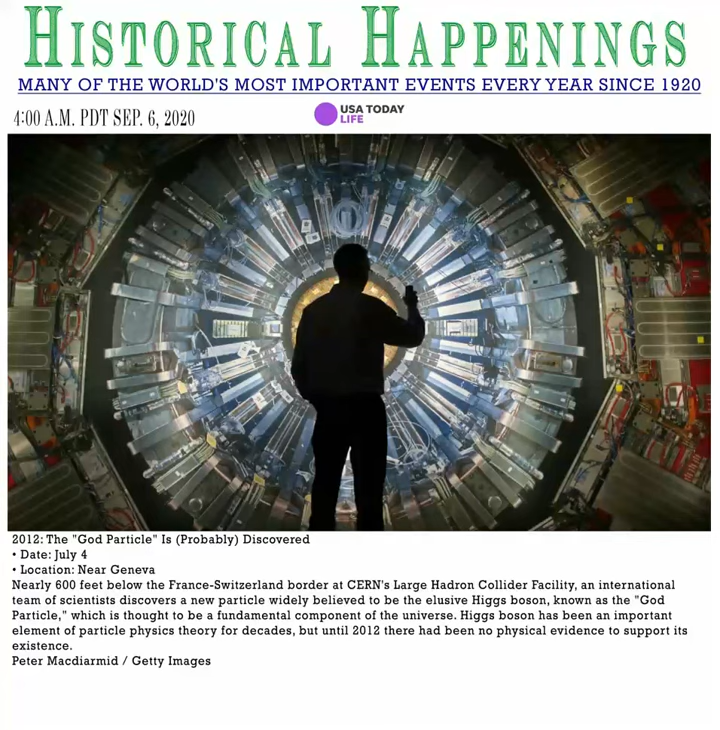 HISTORICAL HAPPENINGS
MANY OF THE WORLD'S MOST IMPORTANT EVENTS EVERY YEAR SINCE 1920
4:00 A.M. PDT SEP. 6, 2020
USA TODAY
LIFE
2012: The "God Particle" Is (Probably) Discovered
• Date: July 4
• Location: Near Geneva
Nearly 600 feet below the France-Switzerland border at CERN's Large Hadron Collider Facility, an international
team of scientists discovers a new particle widely believed to be the elusive Higgs boson, known as the "God
Particle," which is thought to be a fundamental component of the universe. Higgs boson has been an important
element of particle physics theory for decades, but until 2012 there had been no physical evidence to support its
existence.
Peter Macdiarmid / Getty Images